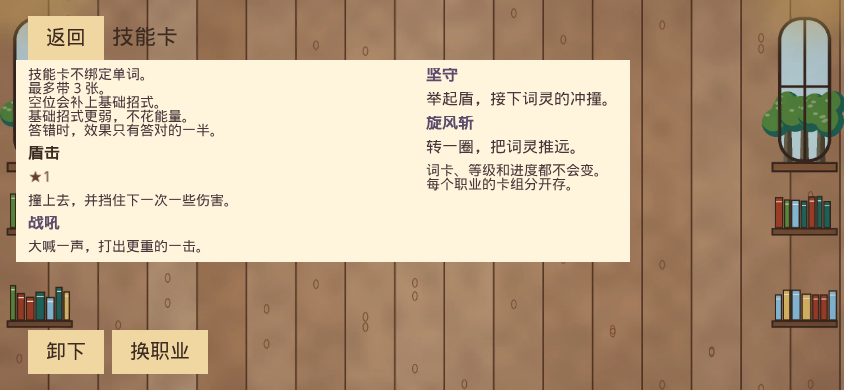 返回
技能卡
技能卡不绑定单词。
最多带 3 张。
空位会补上基础招式。
基础招式更弱，不花能量。
答错时，效果只有答对的一半。
盾击
★1
撞上去，并挡住下一次一些伤害。
战吼
大喊一声，打出更重的一击。
坚守
举起盾，接下词灵的冲撞。
旋风斩
转一圈，把词灵推远。
词卡、等级和进度都不会变。
每个职业的卡组分开存。
卸下
换职业